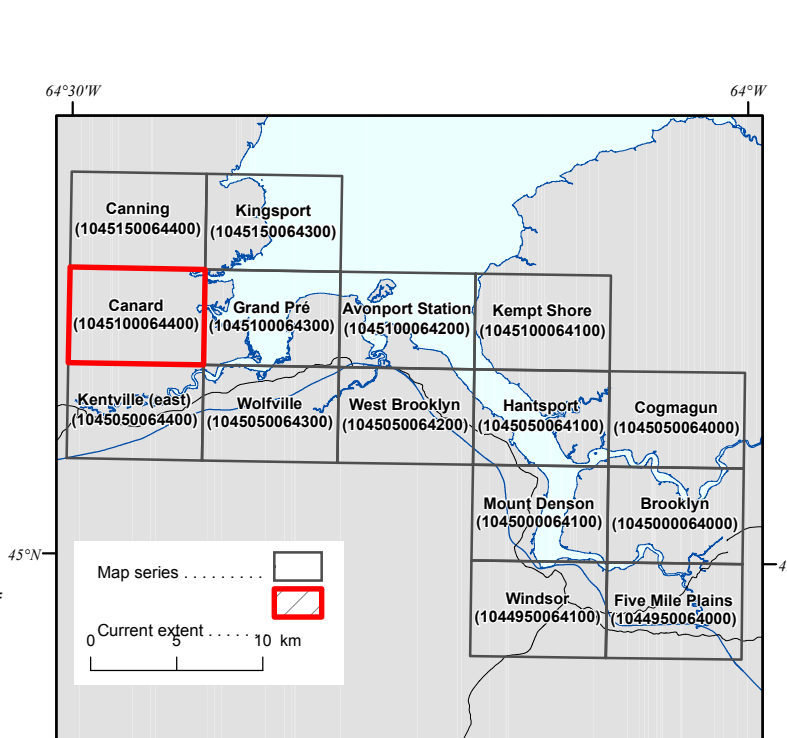 64°30'W
64°W
Canning
(1045150064400)
Kingsport
(1045150064300)
Canard
(1045100064400)
Grand Pré
(1045100064300)
Avonport Station
(1045100064200)
Kempt Shore
(1045100064100)
Kentville (east)
(1045050064400)
Wolfville
(1045050064300)
West Brooklyn
(1045050064200)
Hantsport
(1045050064100)
Cogmagun
(1045050064000)
Mount Denson
(1045000064100)
Brooklyn
(1045000064000)
45°N
4
Windsor
(1044950064100)
Five Mile Plains
(1044950064000)
Map series . . . . . . . . .
Current extent . . . . .
0 5 10 km